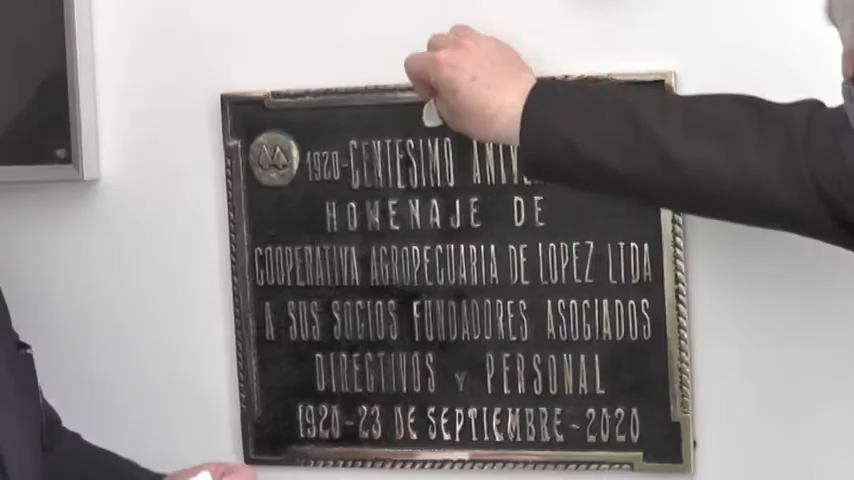 1920-CENTESIMO
HOMENAJE DE
COOPERATIVA AGROPECUARIA DE LOPEZ LTDA
A SUS SOCIOS FUNDADORES ASOCIADOS
DIRECTIVOS Y PERSONAL
1920-23 DE SEPTIEMBRE-2020